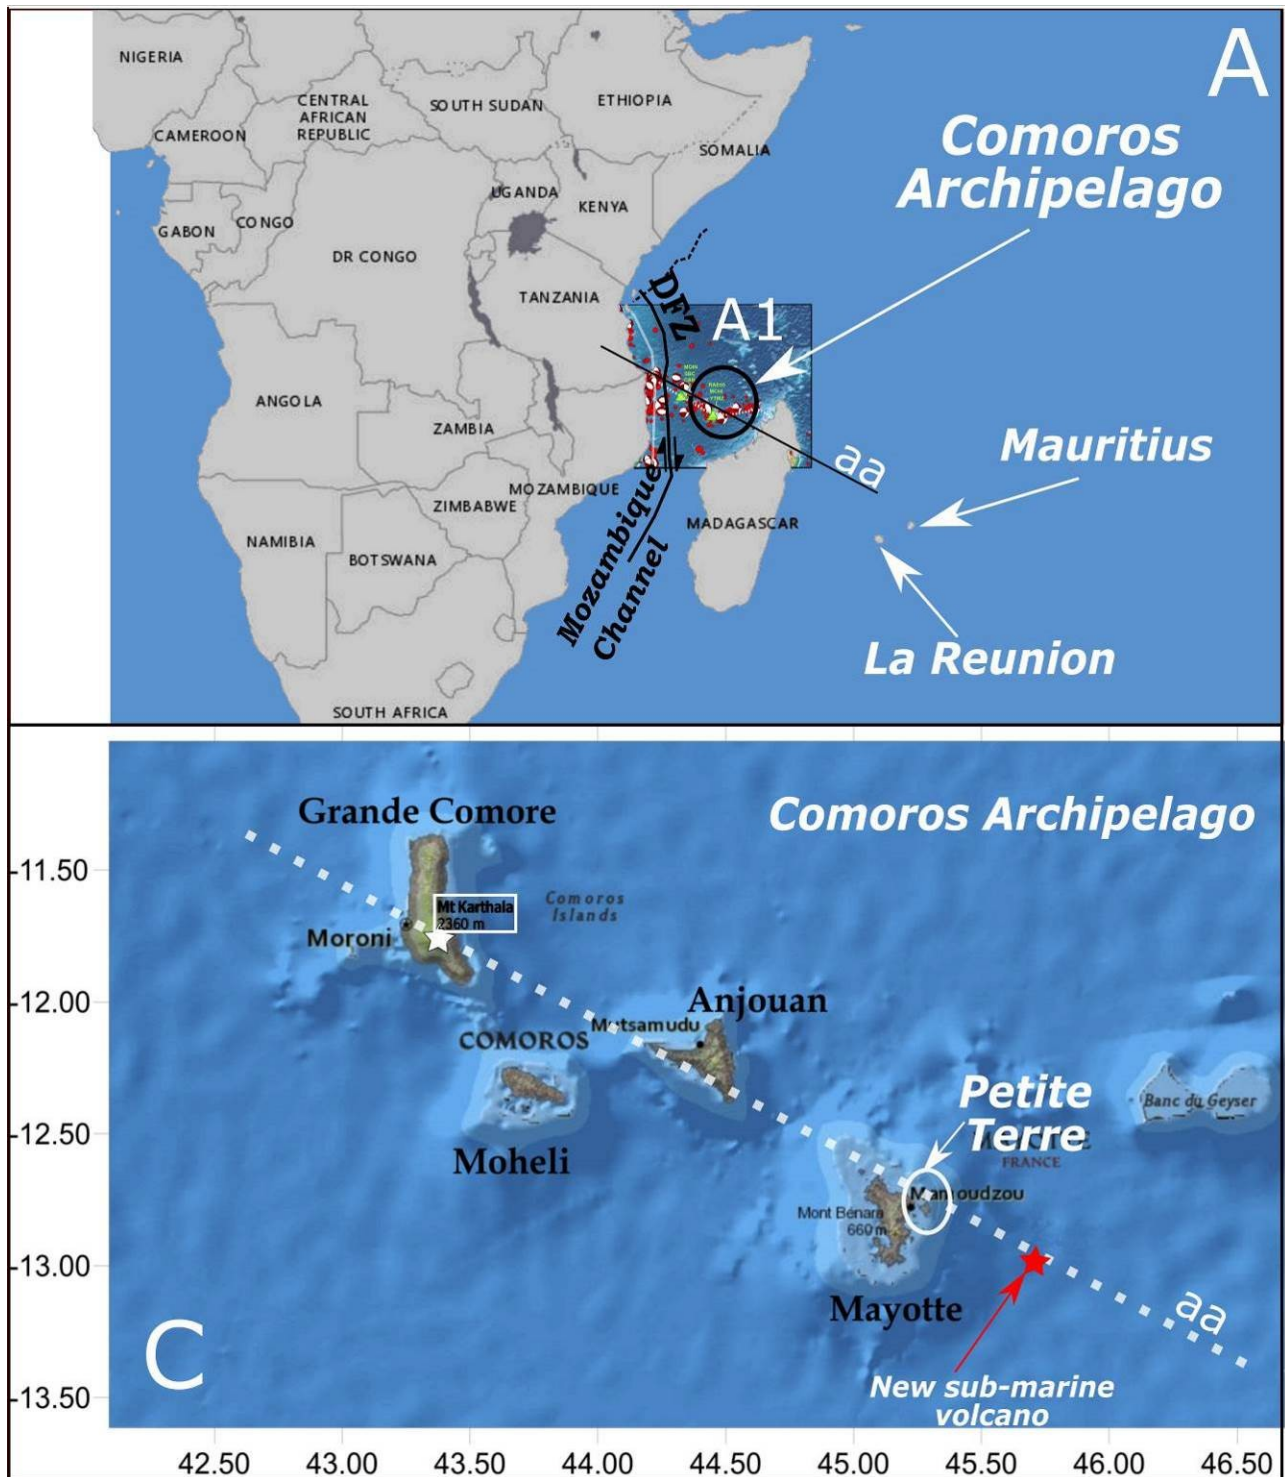 A
NIGERIA
CENTRAL
AFRICAN
REPUBLIC
SOUTH SUDAN
ETHIOPIA
CAMEROON
SOMALIA
Comoros
Archipelago
UGANDA
KENYA
GABON
CONGO
DR CONGO
TANZANIA
DFZ
A1
ANGOLA
ZAMBIA
aa
Mauritius
MOZAMBIQUE
ZIMBABWE
MADAGASCAR
NAMIBIA
BOTSWANA
Mozambique
Channel
La Reunion
SOUTH AFRICA
Grande Comore
Comoros Archipelago
-11.50
Mt Karthala
2360 m
Comoros
Islands
Moroni
-12.00
Anjouan
Mutsamudu
COMOROS
Petite
Terre
Banc du Geyser
-12.50
Moheli
FRANCE
Mamoudzou
Mont Bénara
660 m
-13.00
Mayotte
aa
C
New sub-marine
volcano
-13.50
42.50 43.00 43.50 44.00 44.50 45.00 45.50 46.00 46.50